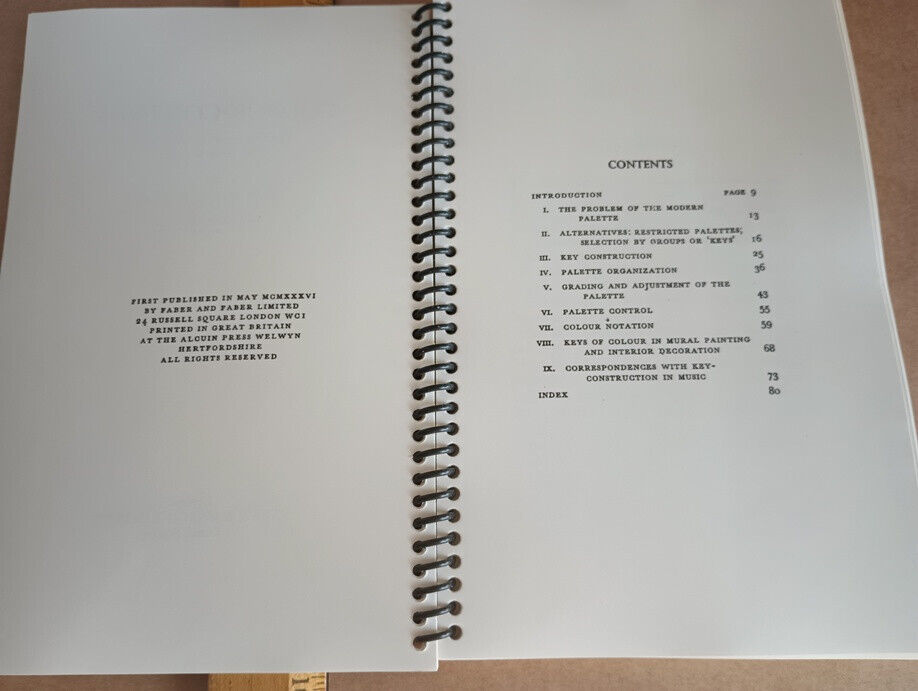 FIRST PUBLISHED IN MAY MCMXXXVI
BY FABER AND FABER LIMITED
24 RUSSELL SQUARE LONDON WC1
PRINTED IN GREAT BRITAIN
AT THE ALCUIN PRESS WELWYN
HERTFORDSHIRE
ALL RIGHTS RESERVED
CONTENTS
INTRODUCTION PAGE 9
I. THE PROBLEM OF THE MODERN
PALETTE 13
II. ALTERNATIVES: RESTRICTED PALETTES;
SELECTION BY GROUPS OR 'KEYS' 16
III. KEY CONSTRUCTION 25
IV. PALETTE ORGANIZATION 36
V. GRADING AND ADJUSTMENT OF THE
PALETTE 43
VI. PALETTE CONTROL 55
VII. COLOUR NOTATION 59
VIII. KEYS OF COLOUR IN MURAL PAINTING
AND INTERIOR DECORATION 68
IX. CORRESPONDENCES WITH KEY-
CONSTRUCTION IN MUSIC 73
INDEX 80